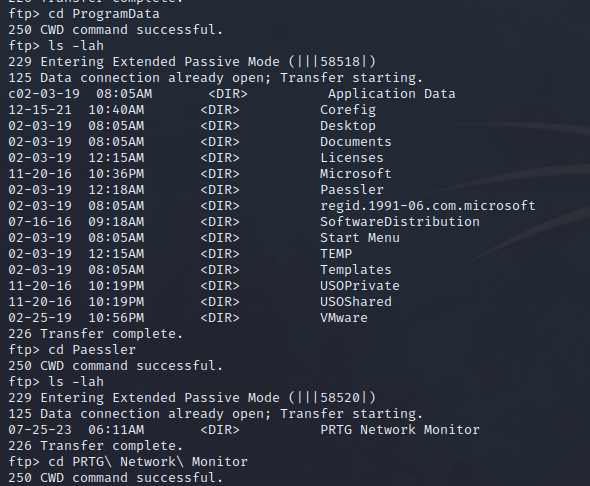 226 Transfer complete.
ftp> cd ProgramData
250 CWD command successful.
ftp> ls -lah
229 Entering Extended Passive Mode (|||58518|)
125 Data connection already open; Transfer starting.
c02-03-19  08:05AM       <DIR>          Application Data
12-15-21  10:40AM       <DIR>          Corefig
02-03-19  08:05AM       <DIR>          Desktop
02-03-19  08:05AM       <DIR>          Documents
02-03-19  12:15AM       <DIR>          Licenses
11-20-16  10:36PM       <DIR>          Microsoft
02-03-19  12:18AM       <DIR>          Paessler
02-03-19  08:05AM       <DIR>          regid.1991-06.com.microsoft
07-16-16  09:18AM       <DIR>          SoftwareDistribution
02-03-19  08:05AM       <DIR>          Start Menu
02-03-19  12:15AM       <DIR>          TEMP
02-03-19  08:05AM       <DIR>          Templates
11-20-16  10:19PM       <DIR>          USOPrivate
11-20-16  10:19PM       <DIR>          USOShared
02-25-19  10:56PM       <DIR>          VMware
226 Transfer complete.
ftp> cd Paessler
250 CWD command successful.
ftp> ls -lah
229 Entering Extended Passive Mode (|||58520|)
125 Data connection already open; Transfer starting.
07-25-23  06:11AM       <DIR>          PRTG Network Monitor
226 Transfer complete.
ftp> cd PRTG\ Network\ Monitor
250 CWD command successful.